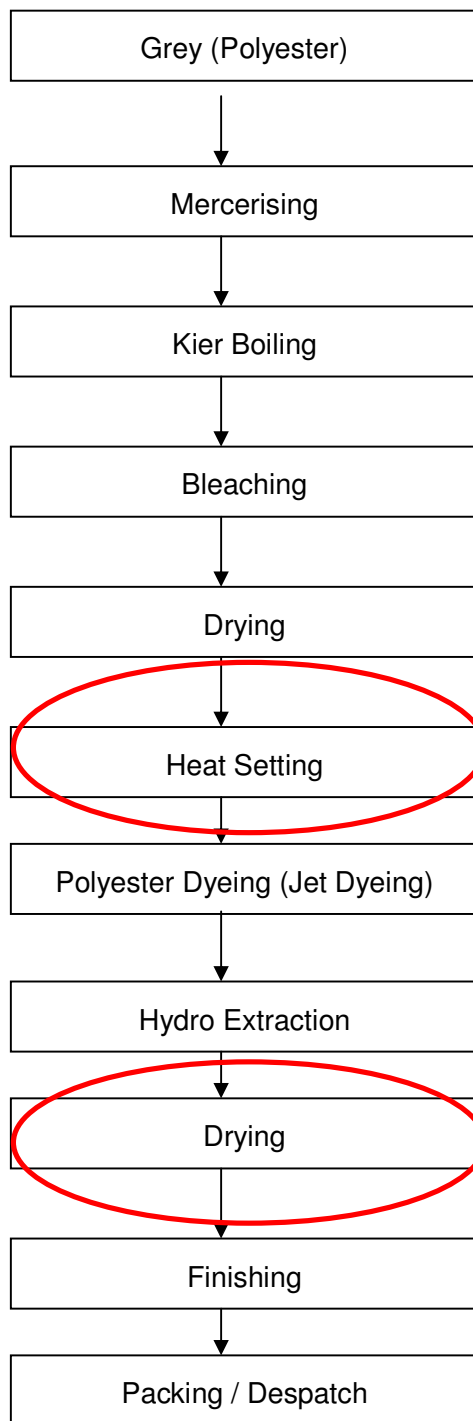 Grey (Polyester)
Mercerising
Kier Boiling
Bleaching
Drying
Heat Setting
Polyester Dyeing (Jet Dyeing)
Hydro Extraction
Drying
Finishing
Packing / Despatch